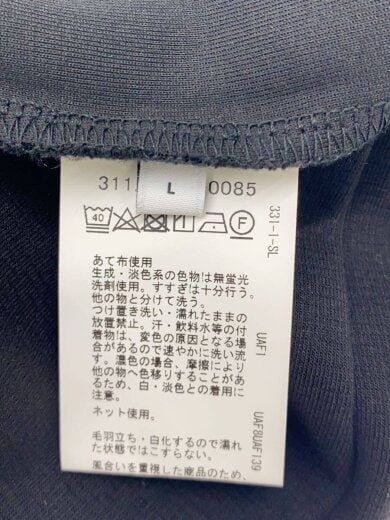 311
L
0085
40
F
あて布使用
生成・淡色系の色物は無蛍光
洗剤使用。すすぎは十分行う。
他の物と分けて洗う。
つけ置き洗い・濡れたままの
放置禁止。汗・飲料水等の付
着物は、変色の原因となる場
合があるので速やかに洗い流
す。濃色の場合、摩擦により
他の物へ色移りすることがあ
るため、白・淡色との着用に
注意。
ネット使用。
毛羽立ち・白化するので濡れ
た状態ではこすらない。
風合いを重視した商品のため、
331-1-SL
UAF1
UAF8UAF139